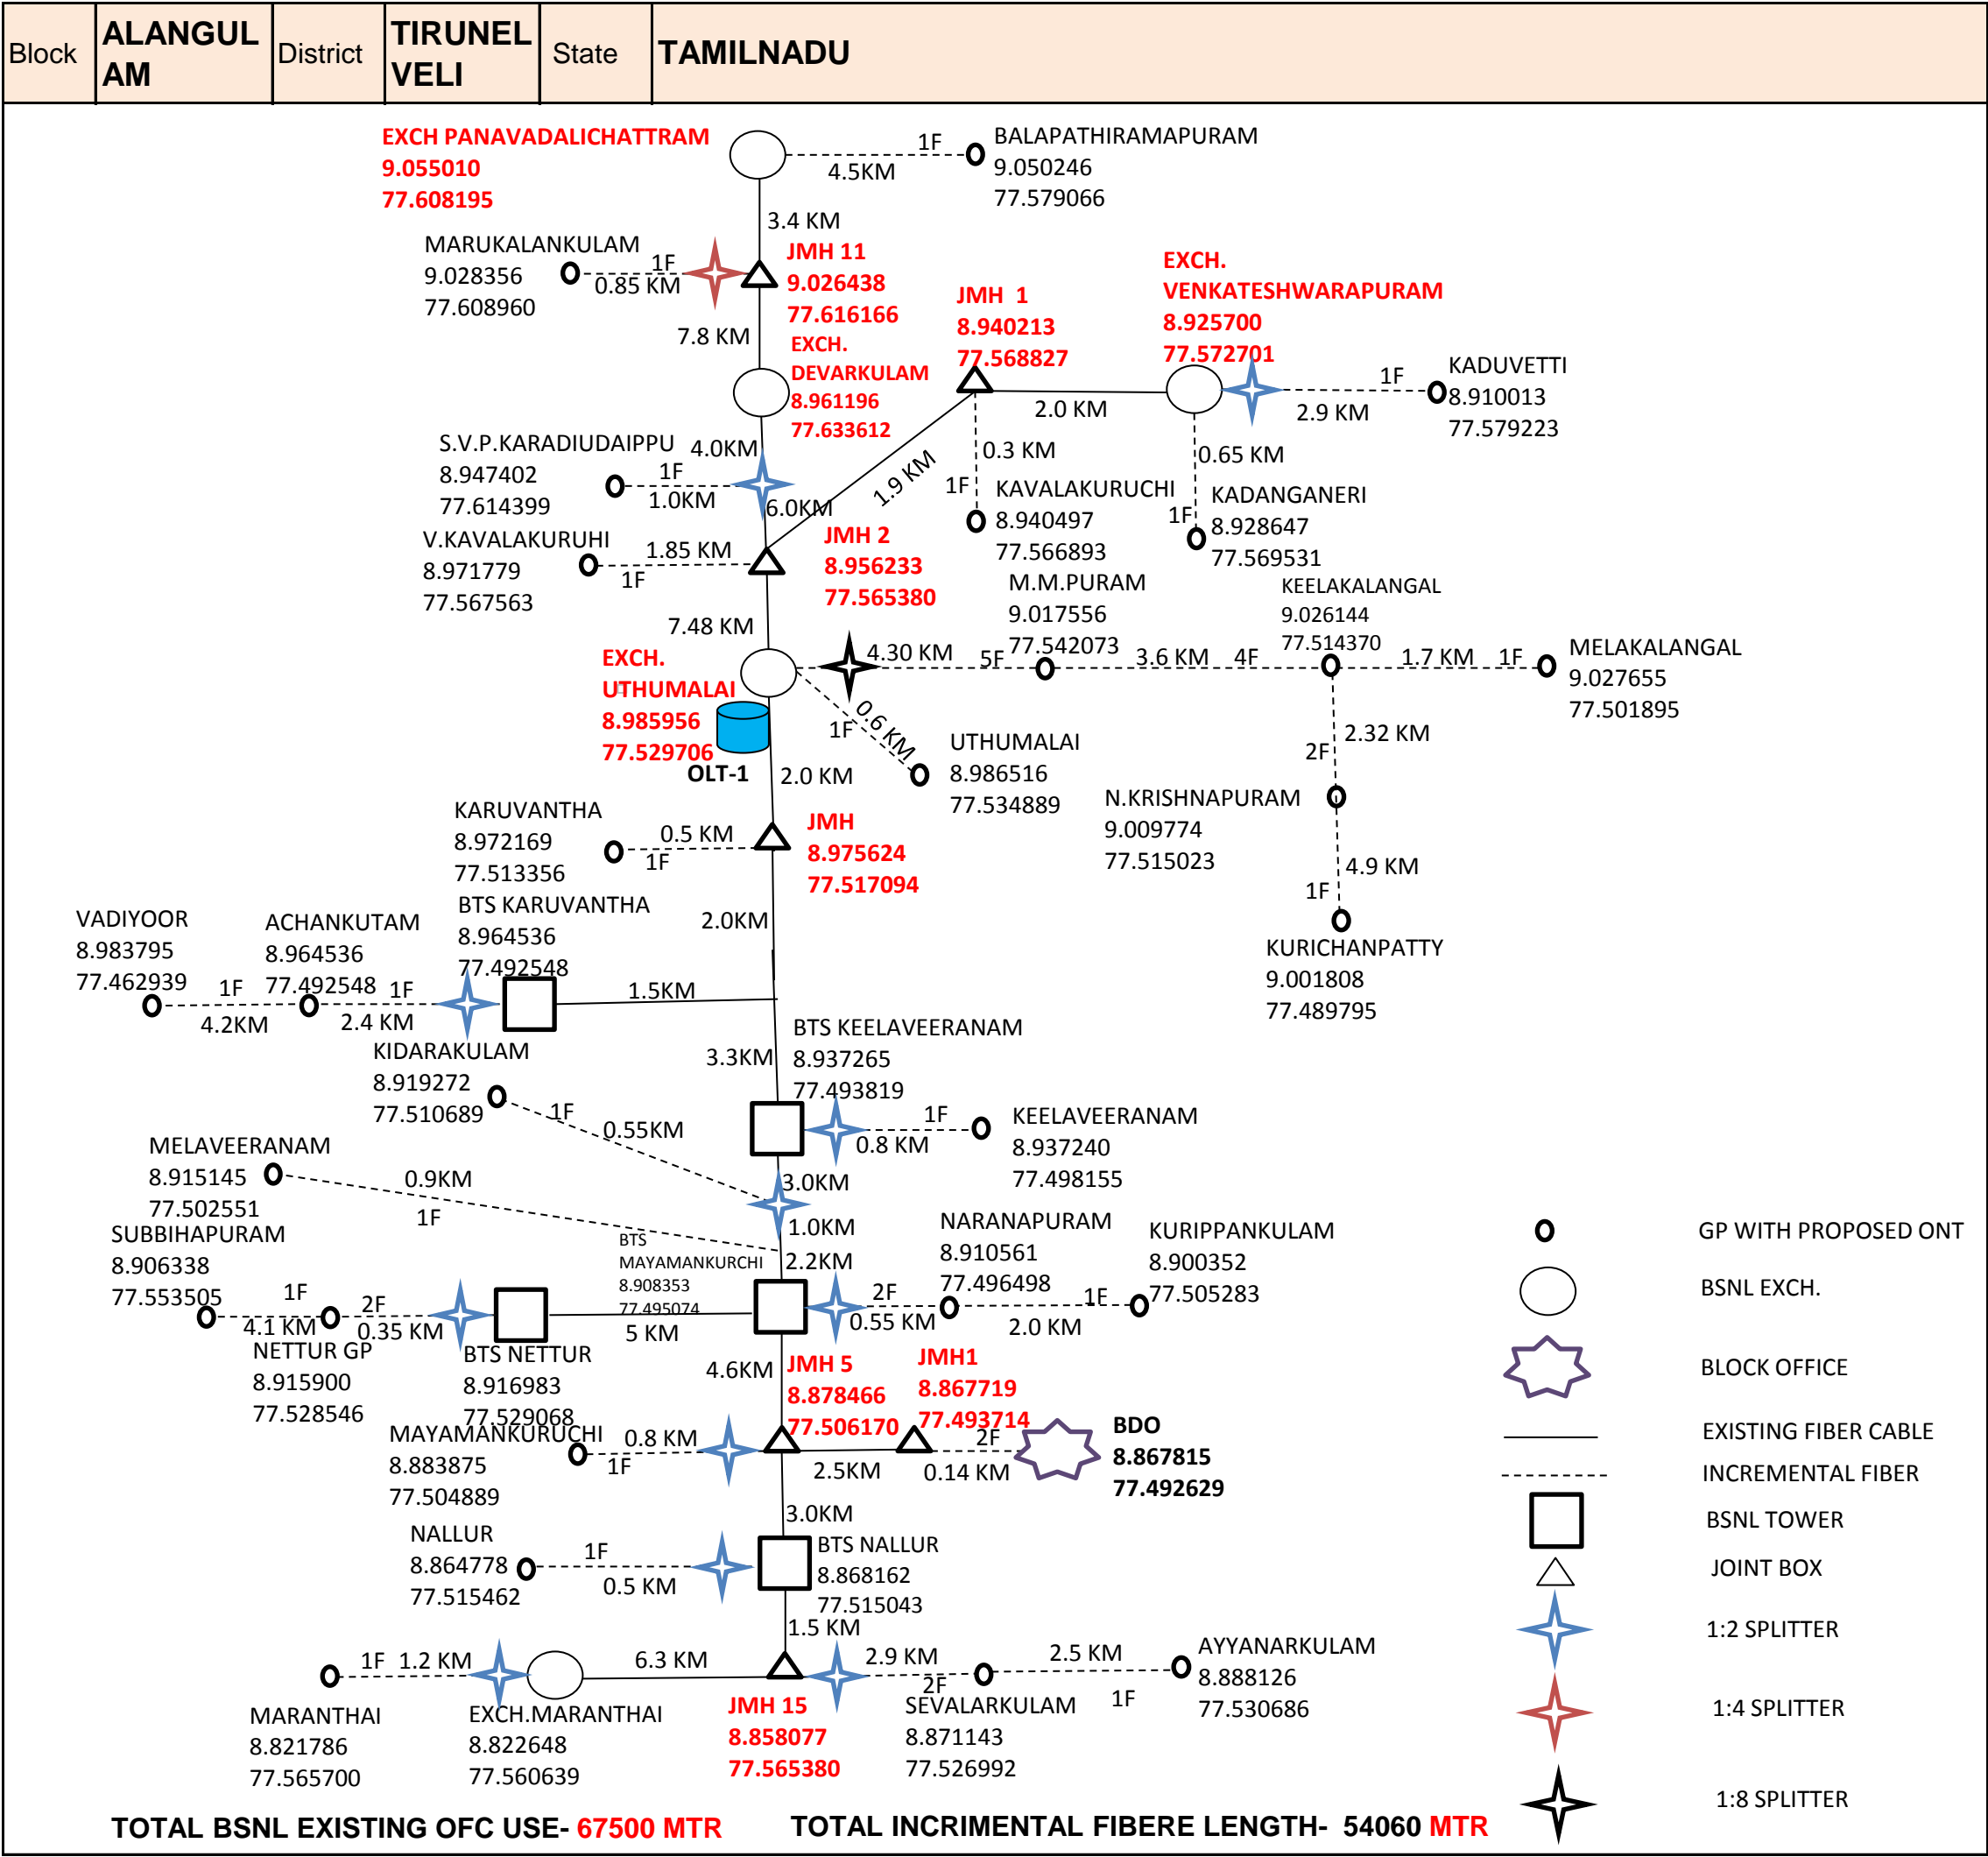 Block
ALANGUL
AM
District
TIRUNEL
VELI
State
TAMILNADU
EXCH PANAVADALICHATTRAM
9.055010
77.608195
1F
4.5KM
BALAPATHIRAMAPURAM
9.050246
77.579066
3.4 KM
MARUKALANKULAM
9.028356
77.608960
1F
0.85 KM
JMH 11
9.026438
77.616166
7.8 KM
EXCH.
DEVARKULAM
8.961196
77.633612
JMH 1
8.940213
77.568827
EXCH.
VENKATESHWARAPURAM
8.925700
77.572701
2.0 KM
1F
2.9 KM
KADUVETTI
8.910013
77.579223
S.V.P.KARADIUDAIPPU
8.947402
77.614399
4.0KM
1F
1.0KM
6.0KM
1.9 KM
0.3 KM
1F
KAVALAKURUCHI
8.940497
77.566893
0.65 KM
1F
KADANGANERI
8.928647
77.569531
V.KAVALAKURUHI
8.971779
77.567563
1.85 KM
1F
JMH 2
8.956233
77.565380
M.M.PURAM
9.017556
77.542073
KEELAKALANGAL
9.026144
77.514370
7.48 KM
EXCH.
UTHUMALAI
8.985956
77.529706
OLT-1
4.30 KM
5F
3.6 KM
4F
1.7 KM
1F
MELAKALANGAL
9.027655
77.501895
0.6 KM
1F
UTHUMALAI
8.986516
77.534889
2.32 KM
2F
N.KRISHNAPURAM
9.009774
77.515023
2.0 KM
KARUVANTHA
8.972169
77.513356
0.5 KM
1F
JMH
8.975624
77.517094
4.9 KM
1F
KURICHANPATTY
9.001808
77.489795
VADIYOOR
8.983795
77.462939
ACHANKUTAM
8.964536
77.492548
BTS KARUVANTHA
8.964536
77.492548
2.0KM
1F
4.2KM
1F
2.4 KM
1.5KM
KIDARAKULAM
8.919272
77.510689
1F
0.55KM
3.3KM
BTS KEELAVEERANAM
8.937265
77.493819
1F
0.8 KM
KEELAVEERANAM
8.937240
77.498155
MELAVEERANAM
8.915145
77.502551
0.9KM
1F
3.0KM
1.0KM
2.2KM
SUBBIHAPURAM
8.906338
77.553505
1F
4.1 KM
2F
0.35 KM
NETTUR GP
8.915900
77.528546
BTS NETTUR
8.916983
77.529068
BTS
MAYAMANKURCHI
8.908353
77.495074
5 KM
NARANAPURAM
8.910561
77.496498
2F
0.55 KM
KURIPPANKULAM
8.900352
77.505283
1F
2.0 KM
4.6KM
JMH 5
8.878466
77.506170
JMH1
8.867719
77.493714
MAYAMANKURUCHI
8.883875
77.504889
0.8 KM
1F
2.5KM
2F
0.14 KM
BDO
8.867815
77.492629
3.0KM
NALLUR
8.864778
77.515462
1F
0.5 KM
BTS NALLUR
8.868162
77.515043
1.5 KM
1F
1.2 KM
MARANTHAI
8.821786
77.565700
EXCH.MARANTHAI
8.822648
77.560639
6.3 KM
JMH 15
8.858077
77.565380
2.9 KM
2F
SEVALARKULAM
8.871143
77.526992
2.5 KM
1F
AYYANARKULAM
8.888126
77.530686
GP WITH PROPOSED ONT
BSNL EXCH.
BLOCK OFFICE
EXISTING FIBER CABLE
INCREMENTAL FIBER
BSNL TOWER
JOINT BOX
1:2 SPLITTER
1:4 SPLITTER
1:8 SPLITTER
TOTAL BSNL EXISTING OFC USE- 67500 MTR
TOTAL INCRIMENTAL FIBERE LENGTH- 54060 MTR